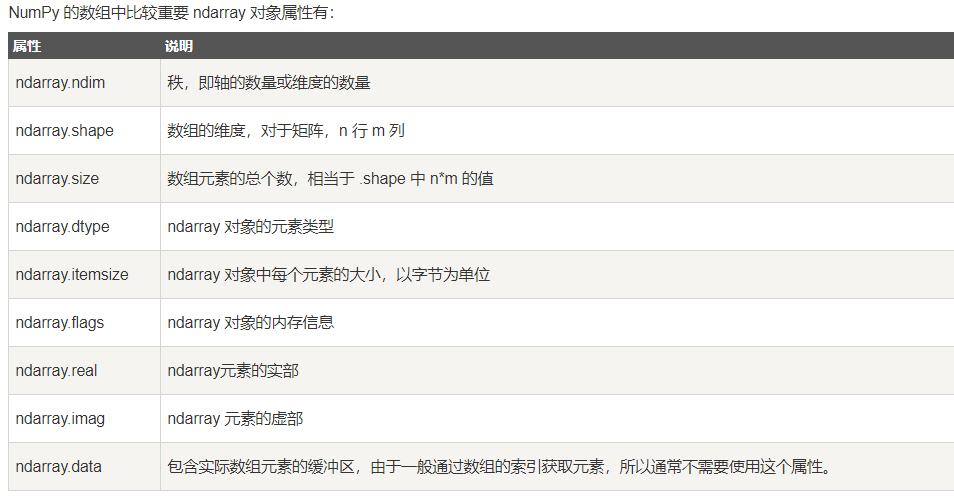 NumPy 的数组中比较重要 ndarray 对象属性有：
属性 说明
ndarray.ndim 秩，即轴的数量或维度的数量
ndarray.shape 数组的维度，对于矩阵，n 行 m 列
ndarray.size 数组元素的总个数，相当于 .shape 中 n*m 的值
ndarray.dtype ndarray 对象的元素类型
ndarray.itemsize ndarray 对象中每个元素的大小，以字节为单位
ndarray.flags ndarray 对象的内存信息
ndarray.real ndarray元素的实部
ndarray.imag ndarray 元素的虚部
ndarray.data 包含实际数组元素的缓冲区，由于一般通过数组的索引获取元素，所以通常不需要使用这个属性。